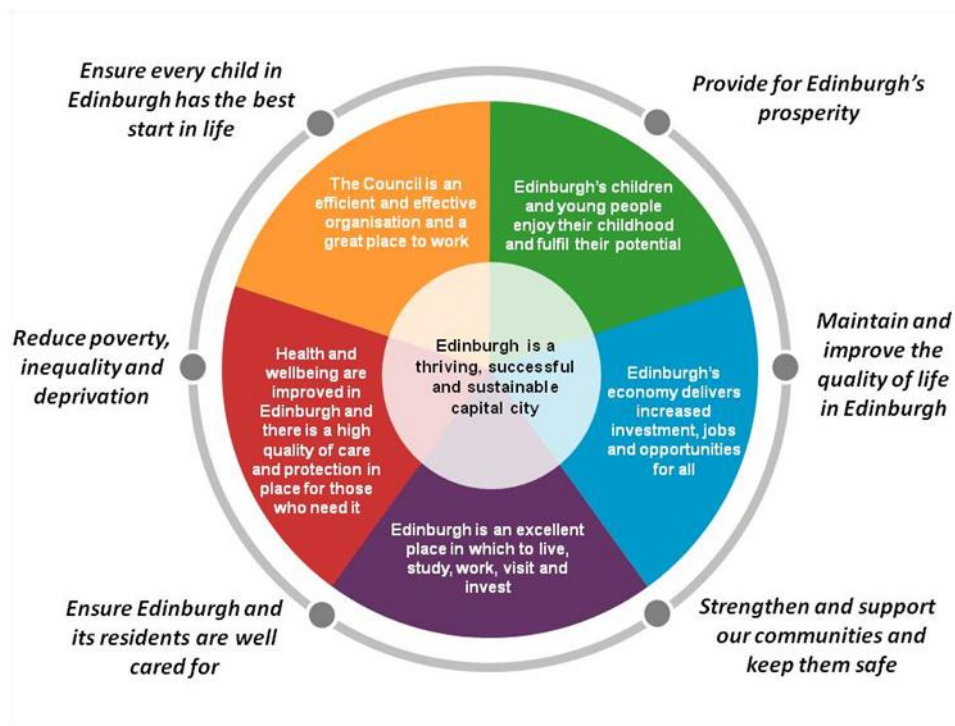 Ensure every child in
Edinburgh has the best
start in life
Provide for Edinburgh's
prosperity
The Council is an
efficient and effective
organisation and a
great place to work
Edinburgh's children
and young people
enjoy their childhood
and fulfil their potential
Reduce poverty,
inequality and
deprivation
Health and
wellbeing are
improved in
Edinburgh and
there is a high
quality of care
and protection in
place for those
who need it
Edinburgh is a
thriving, successful
and sustainable
capital city
Edinburgh's
economy delivers
increased
investment, jobs
and opportunities
for all
Maintain and
improve the
quality of life
in Edinburgh
Edinburgh is an excellent
place in which to live,
study, work, visit and
invest
Ensure Edinburgh and
its residents are well
cared for
Strengthen and support
our communities and
keep them safe